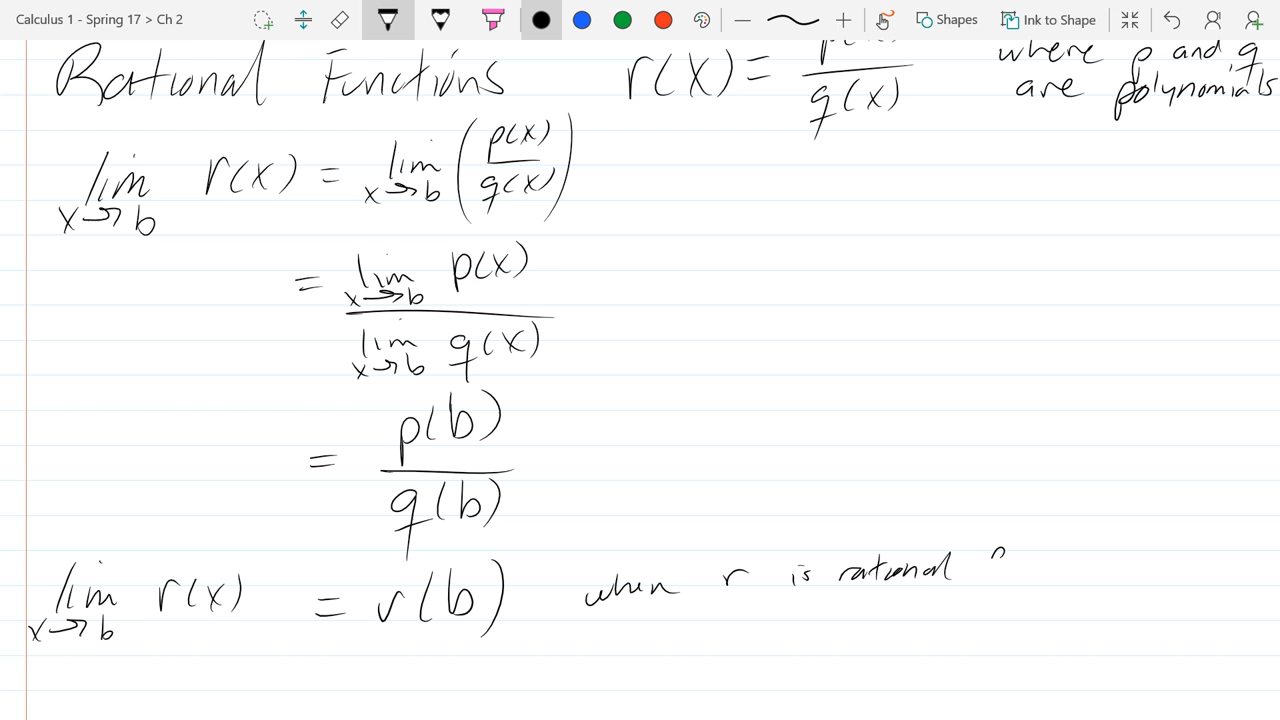 Calculus 1 - Spring 17 > Ch 2
Shapes
Ink to Shape
Rational Functions r(x) = p(x)/q(x) where p and q
are polynomials
lim x→b r(x) = lim x→b (p(x)/q(x))
= lim x→b p(x) / lim x→b q(x)
= p(b)/q(b)
lim x→b r(x) = r(b) when r is rational